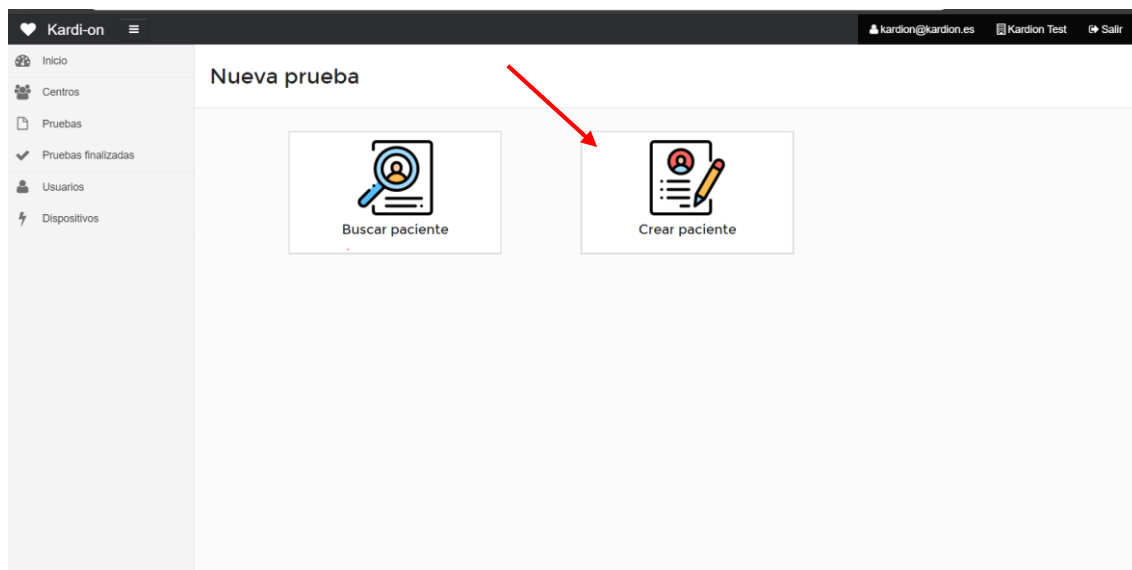 Kardi-on
kardion@kardion.es
Kardion Test
Salir
Inicio
Centros
Pruebas
Pruebas finalizadas
Usuarios
Dispositivos
Nueva prueba
Buscar paciente
Crear paciente